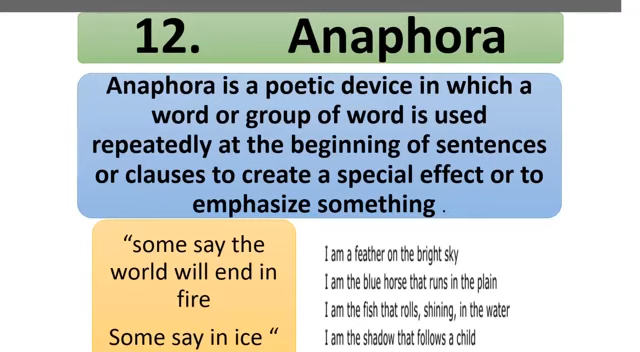 12. Anaphora
Anaphora is a poetic device in which a
word or group of word is used
repeatedly at the beginning of sentences
or clauses to create a special effect or to
emphasize something .
“some say the
world will end in
fire
Some say in ice “
I am a feather on the bright sky
I am the blue horse that runs in the plain
I am the fish that rolls, shining, in the water
I am the shadow that follows a child